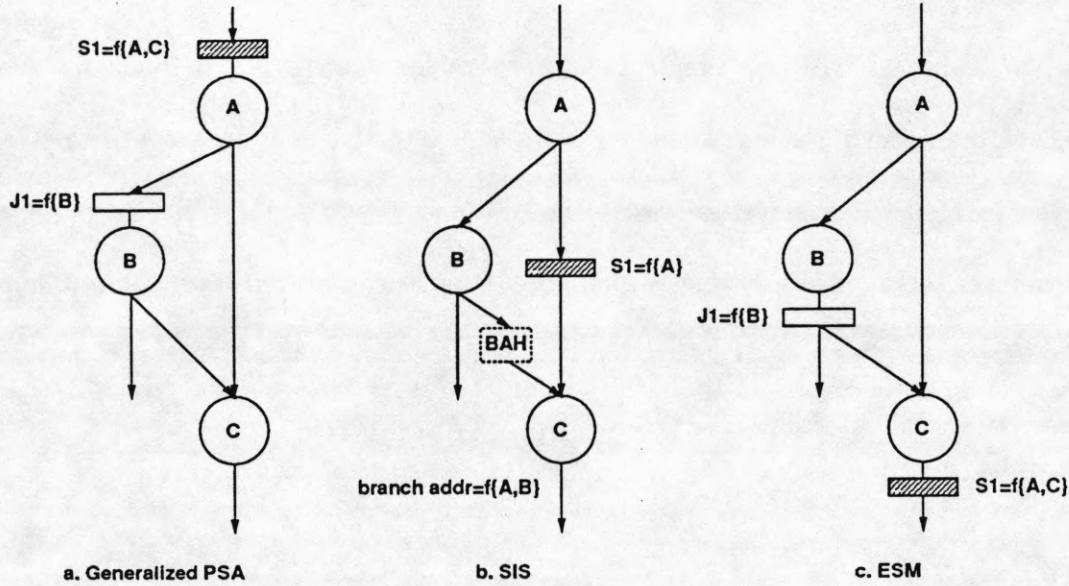 S1=f{A,C}
A
J1=f{B}
B
C
a. Generalized PSA
A
B
S1=f{A}
BAH
C
branch addr=f{A,B}
b. SIS
A
B
J1=f{B}
C
S1=f{A,C}
c. ESM